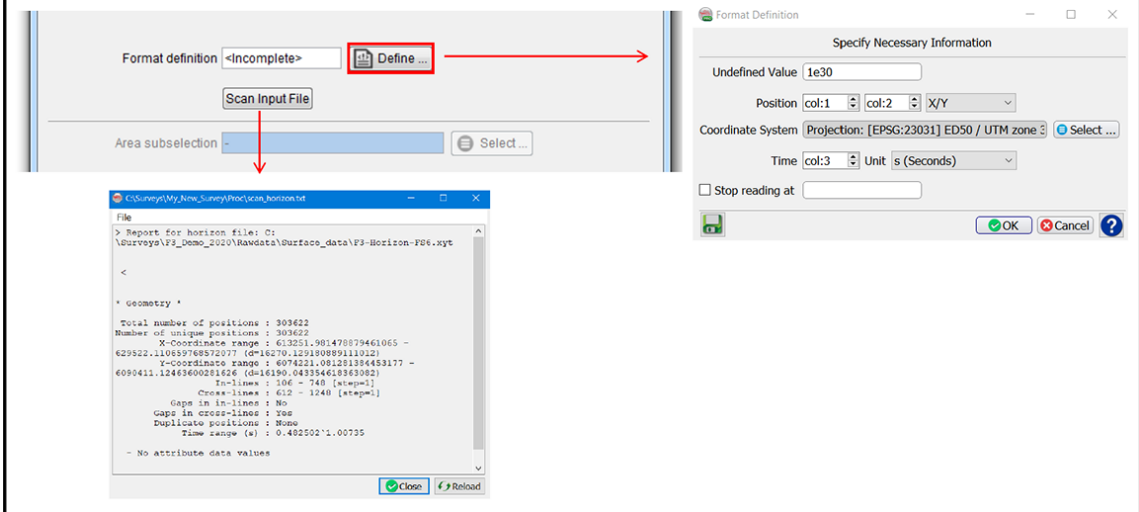 Format definition <Incomplete> Define ...
Scan Input File
Area subselection - Select ...
Format Definition
Specify Necessary Information
Undefined Value 1e30
Position col:1 col:2 X/Y
Coordinate System Projection: [EPSG:23031] ED50 / UTM zone 3 Select ...
Time col:3 Unit s (Seconds)
Stop reading at
OK Cancel ?
C:\Surveys\My_New_Survey\Proc\scan_horizon.txt
File
> Report for horizon file: C:
\Surveys\F3_Demo_2020\Rawdata\Surface_data\F3-Horizon-FS6.xyt
<
* Geometry *
Total number of positions : 303622
Number of unique positions : 303622
X-Coordinate range : 613251.981478879461065 -
629522.110659768572077 (d=16270.129180889111012)
Y-Coordinate range : 6074221.081281384453177 -
6090411.12463600281626 (d=16190.043354618363082)
In-lines : 106 - 748 [step=1]
Cross-lines : 612 - 1248 [step=1]
Gaps in in-lines : No
Gaps in cross-lines : Yes
Duplicate positions : None
Time range (s) : 0.482502`1.00735
- No attribute data values
Close Reload